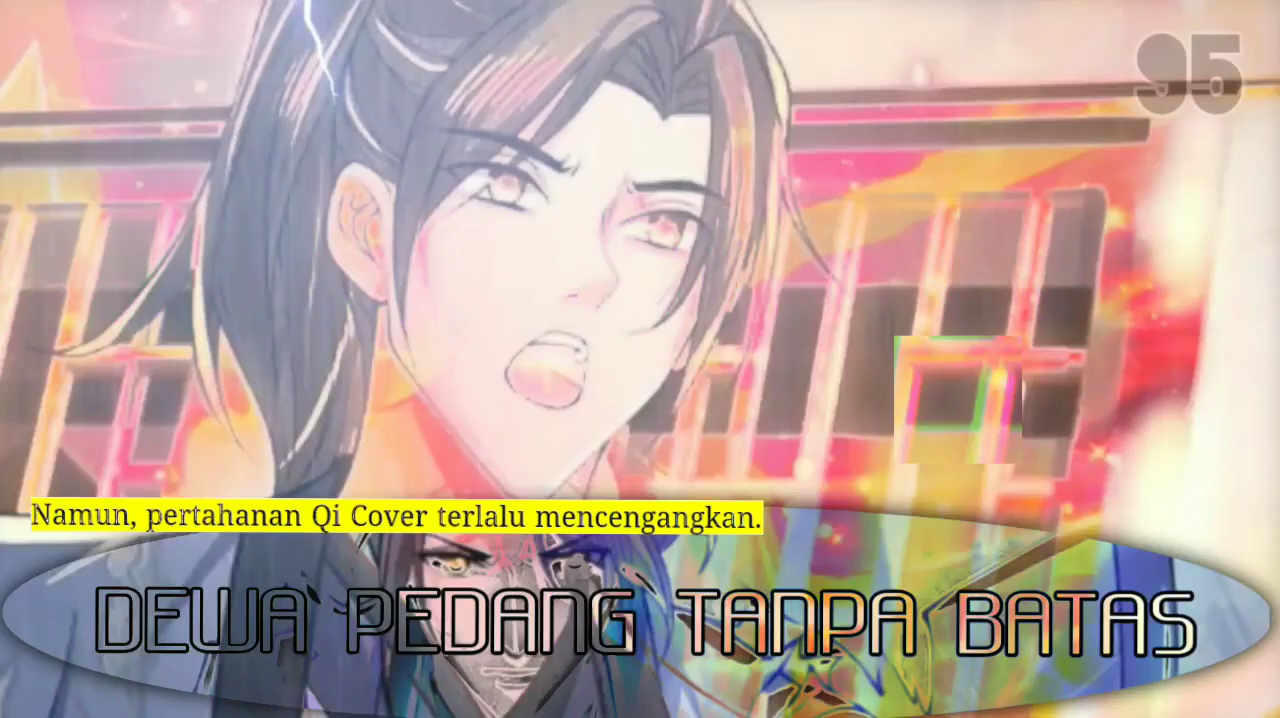 95
Namun, pertahanan Qi Cover terlalu mencengangkan.
DEWA PEDANG TANPA BATAS